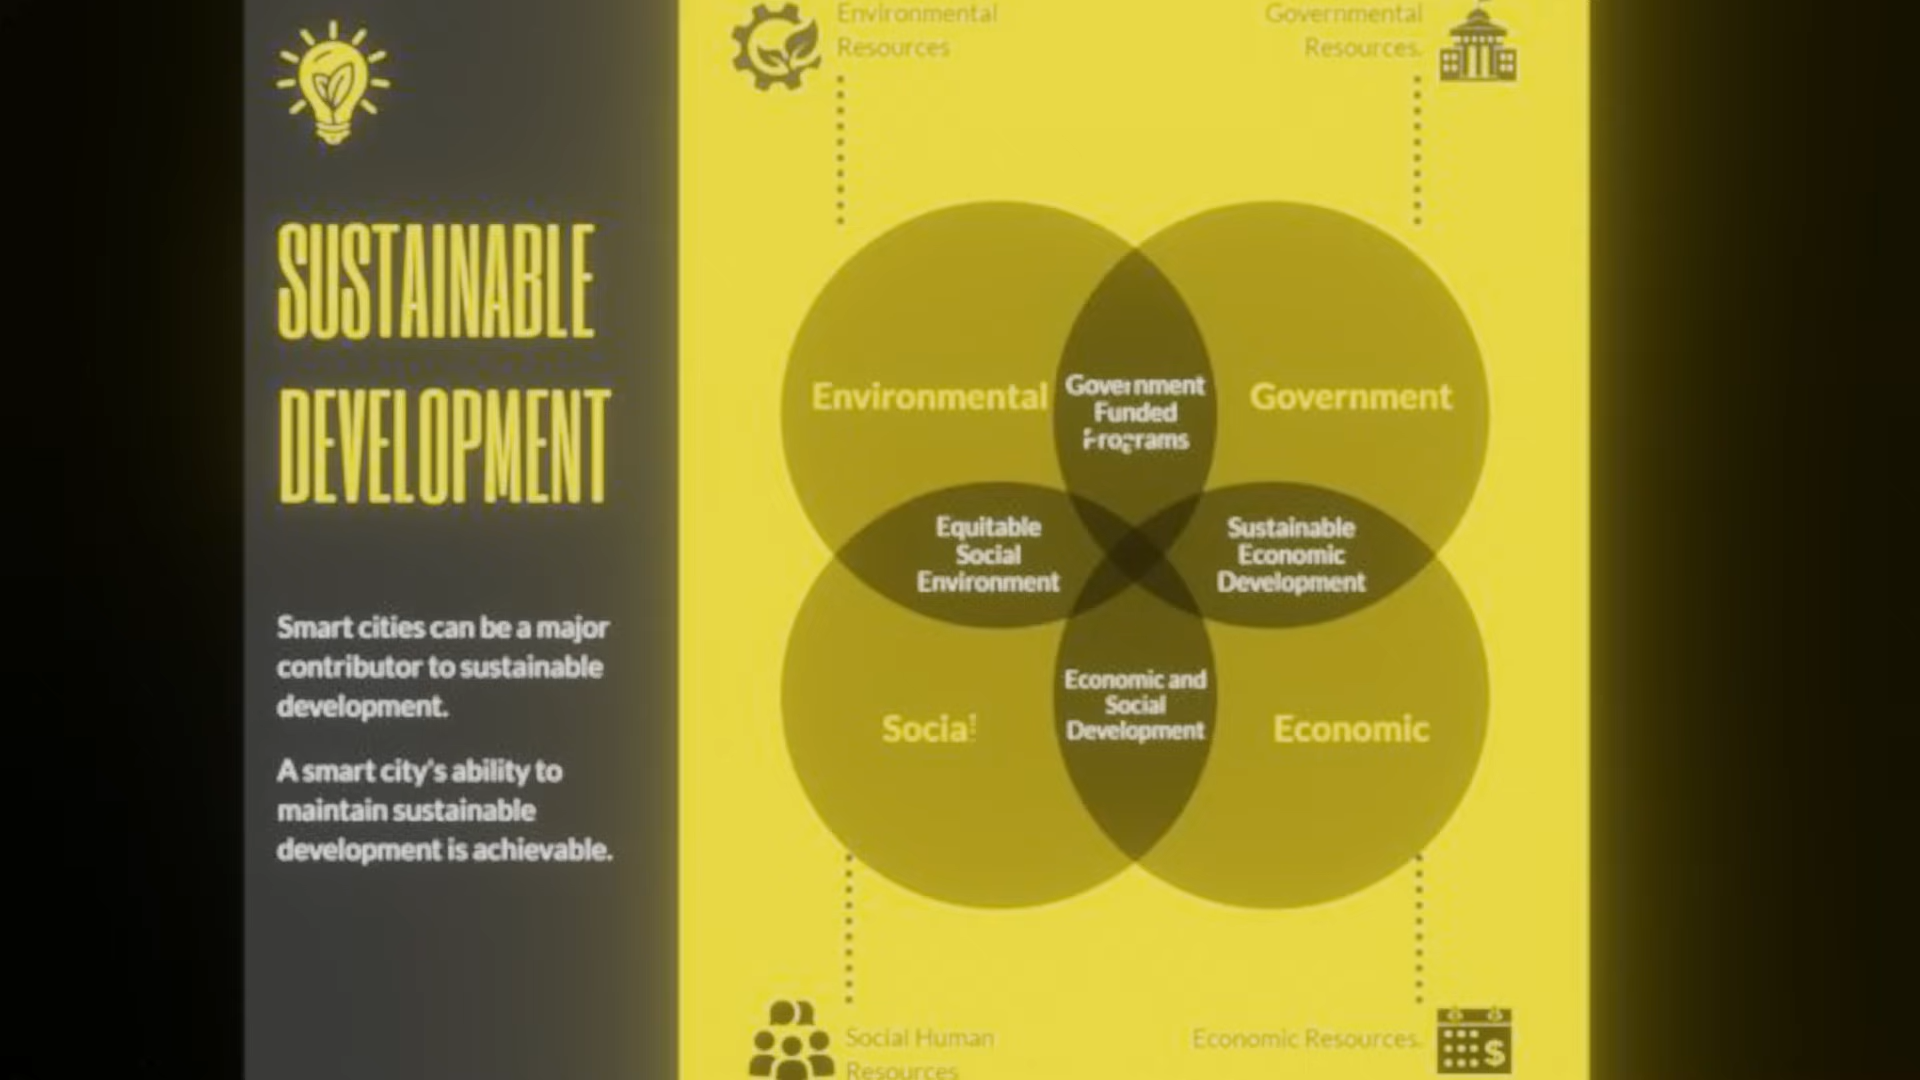 SUSTAINABLE
DEVELOPMENT
Smart cities can be a major
contributor to sustainable
development.
A smart city's ability to
maintain sustainable
development is achievable.
Environmental
Resources
Governmental
Resources.
Environmental
Government
Funded
Programs
Government
Equitable
Social
Environment
Sustainable
Economic
Development
Social
Economic and
Social
Development
Economic
Social Human
Resources
Economic Resources.
$